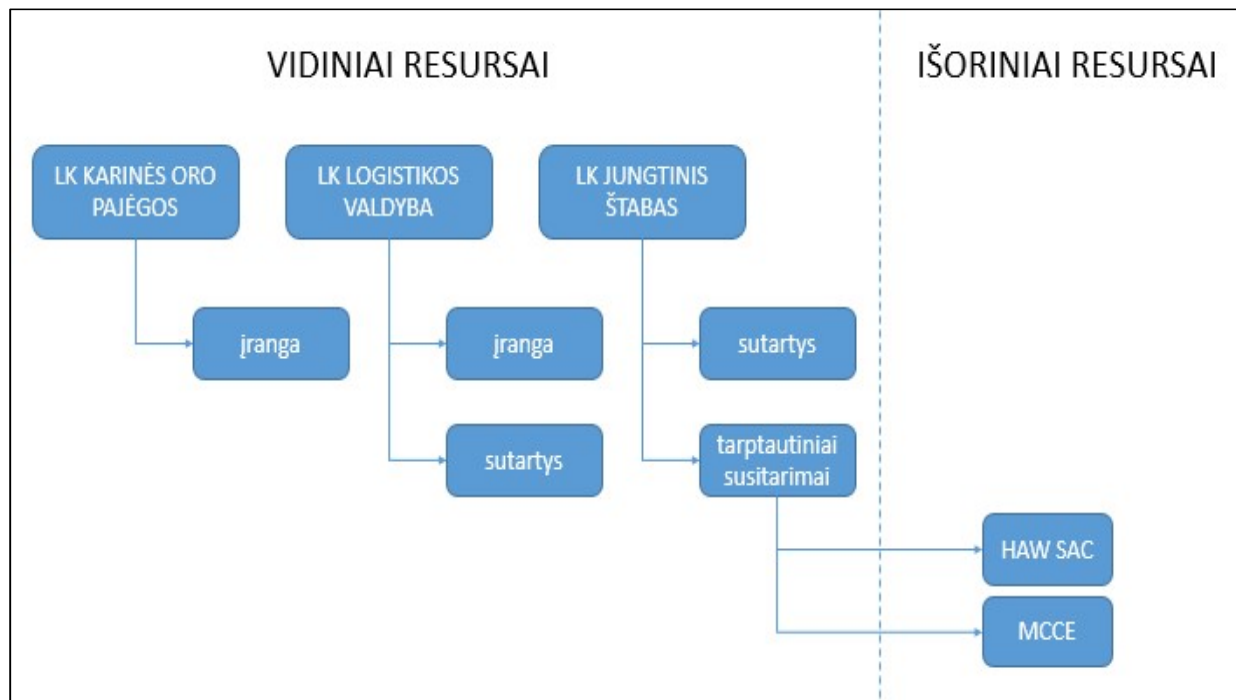 VIDINIAI RESURSAI
IŠORINIAI RESURSAI
LK KARINĖS ORO
PAJĖGOS
LK LOGISTIKOS
VALDYBA
LK JUNGTINIS
ŠTABAS
įranga
įranga
sutartys
sutartys
tarptautiniai
susitarimai
HAW SAC
MCCE